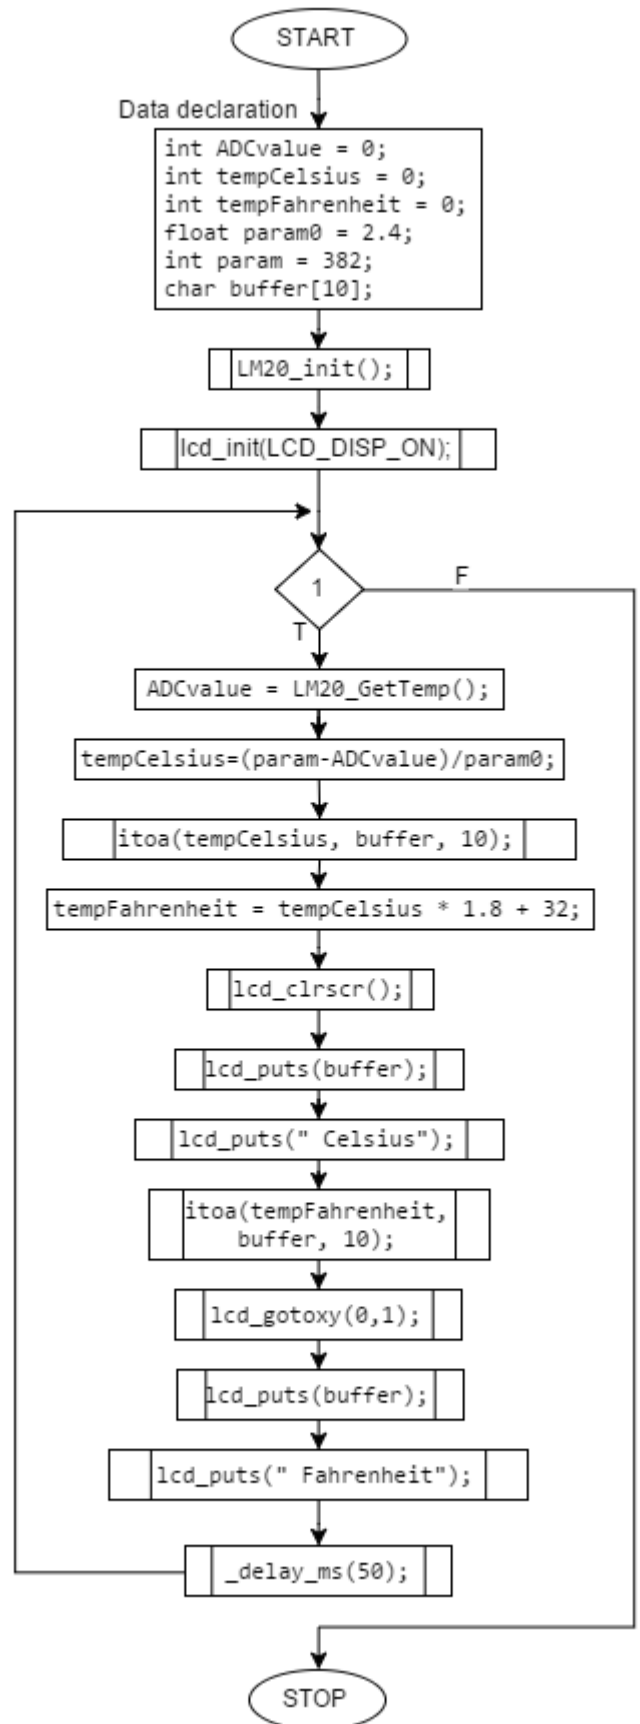 START
Data declaration
int ADCvalue = 0;
int tempCelsius = 0;
int tempFahrenheit = 0;
float param0 = 2.4;
int param = 382;
char buffer[10];
LM20_init();
lcd_init(LCD_DISP_ON);
1
F
T
ADCvalue = LM20_GetTemp();
tempCelsius=(param-ADCvalue)/param0;
itoa(tempCelsius, buffer, 10);
tempFahrenheit = tempCelsius * 1.8 + 32;
lcd_clrscr();
lcd_puts(buffer);
lcd_puts(" Celsius");
itoa(tempFahrenheit,
buffer, 10);
lcd_gotoxy(0,1);
lcd_puts(buffer);
lcd_puts(" Fahrenheit");
_delay_ms(50);
STOP